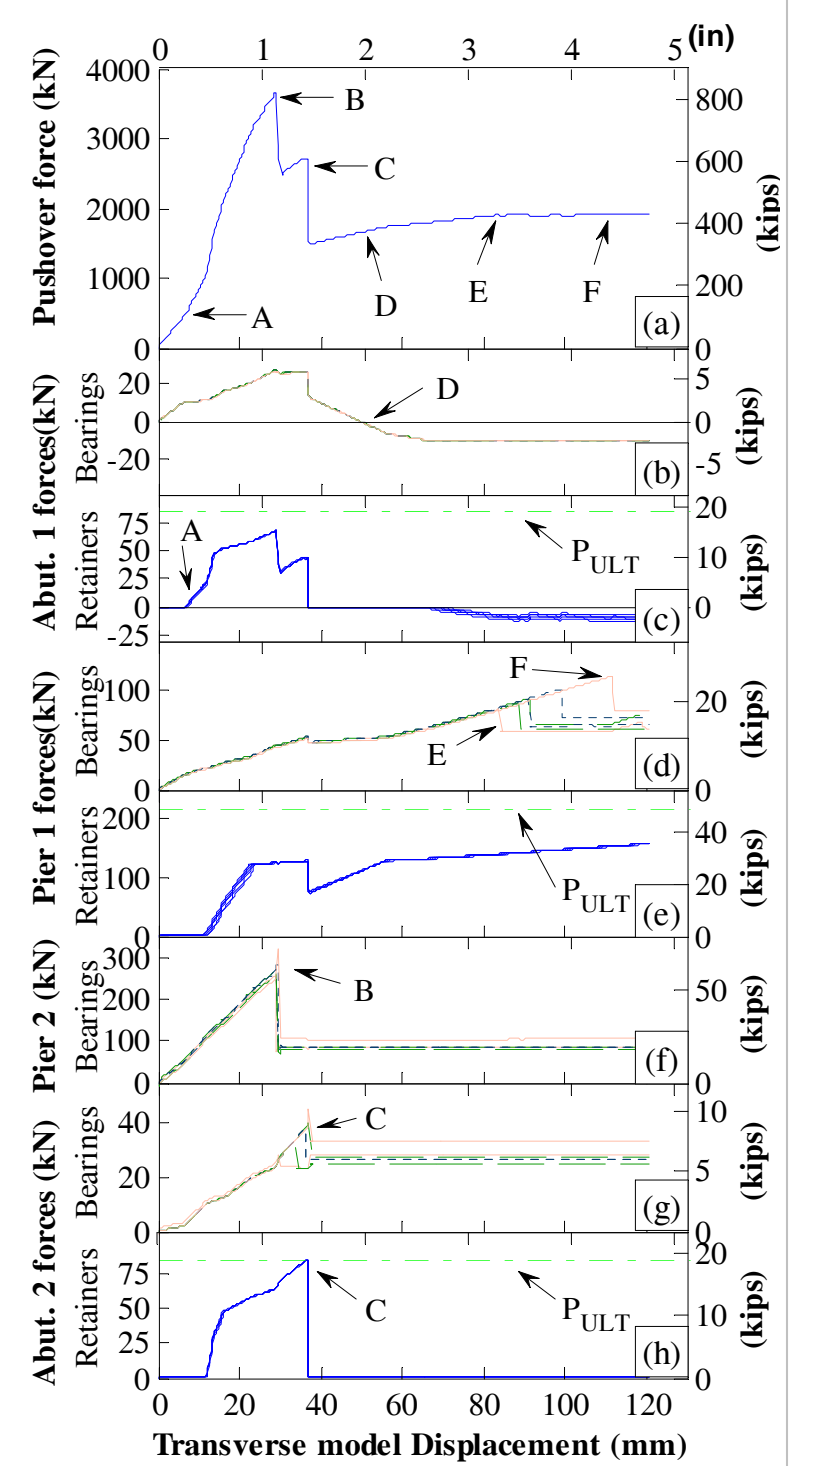 0 1 2 3 4 5 (in)
Pushover force (kN)
4000
3000
2000
1000
0
800
600
400
200
0
(kips)
A
B
C
D
E
F
(a)
Abut. 1 forces(kN)
Bearings
20
0
-20
5
0
-5
(kips)
D
(b)
Retainers
75
50
25
0
-25
20
10
0
(kips)
A
PULT
(c)
Pier 1 forces(kN)
Bearings
100
50
0
20
0
(kips)
F
E
(d)
Retainers
200
100
0
40
20
0
(kips)
PULT
(e)
Pier 2 (kN)
Bearings
300
200
100
0
50
0
(kips)
B
(f)
Abut. 2 forces (kN)
Bearings
40
20
0
10
5
0
(kips)
C
(g)
Retainers
75
50
25
0
20
10
0
(kips)
C
PULT
(h)
0 20 40 60 80 100 120
Transverse model Displacement (mm)